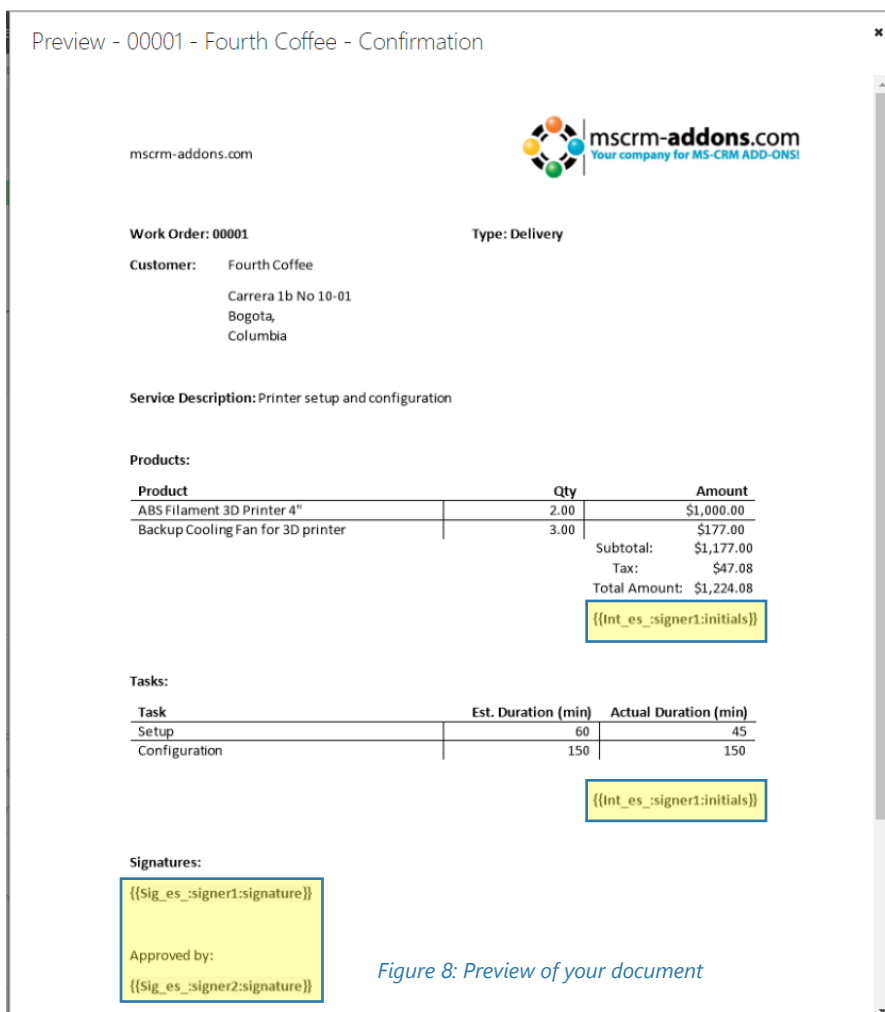 Preview - 00001 - Fourth Coffee - Confirmation
mscrm-addons.com
mscrm-addons.com
Your company for MS-CRM ADD-ONS!
Work Order: 00001 Type: Delivery
Customer: Fourth Coffee
Carrera 1b No 10-01
Bogota,
Columbia
Service Description: Printer setup and configuration
Products:
Product Qty Amount
ABS Filament 3D Printer 4" 2.00 $1,000.00
Backup Cooling Fan for 3D printer 3.00 $177.00
Subtotal: $1,177.00
Tax: $47.08
Total Amount: $1,224.08
{{Int_es_:signer1:initials}}
Tasks:
Task Est. Duration (min) Actual Duration (min)
Setup 60 45
Configuration 150 150
{{Int_es_:signer1:initials}}
Signatures:
{{Sig_es_:signer1:signature}}
Approved by:
{{Sig_es_:signer2:signature}}
Figure 8: Preview of your document